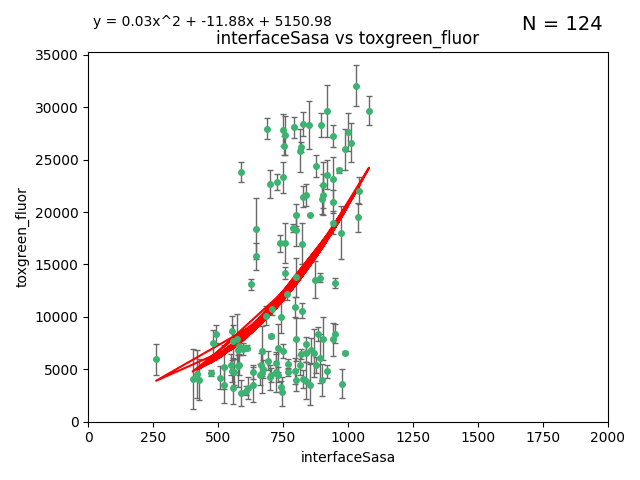 y = 0.03x^2 + -11.88x + 5150.98
N = 124
interfaceSasa vs toxgreen_fluor
35000
30000
25000
20000
15000
10000
5000
0
toxgreen_fluor
0 250 500 750 1000 1250 1500 1750 2000
interfaceSasa